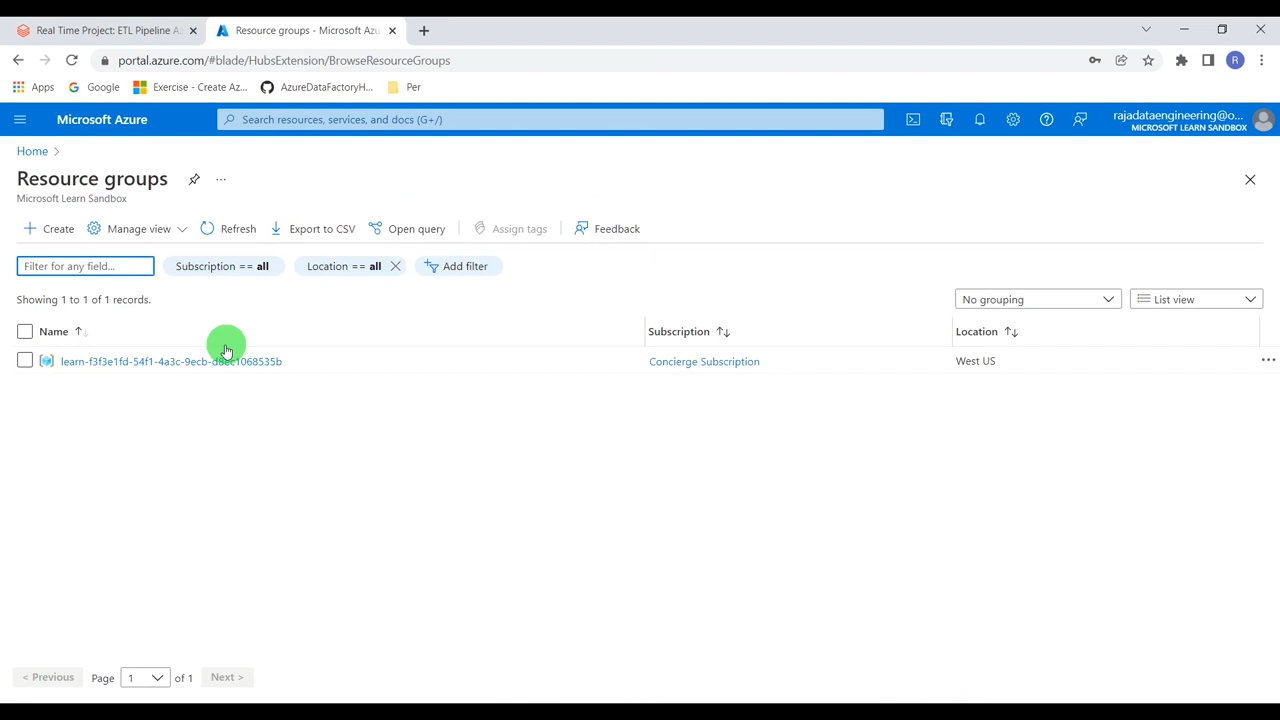 Real Time Project: ETL Pipeline A
Resource groups - Microsoft Azu
portal.azure.com/#blade/HubsExtension/BrowseResourceGroups
R
Apps
Google
Exercise - Create Az...
AzureDataFactoryH...
Per
Microsoft Azure
Search resources, services, and docs (G+/)
rajadataengineering@o...
MICROSOFT LEARN SANDBOX
Home >
Resource groups
...
Microsoft Learn Sandbox
Create
Manage view
Refresh
Export to CSV
Open query
Assign tags
Feedback
Filter for any field...
Subscription == all
Location == all
Add filter
Showing 1 to 1 of 1 records.
No grouping
List view
Name
Subscription
Location
learn-f3f3e1fd-54f1-4a3c-9ecb-d8ec1068535b
Concierge Subscription
West US
...
< Previous
Page
1
of 1
Next >